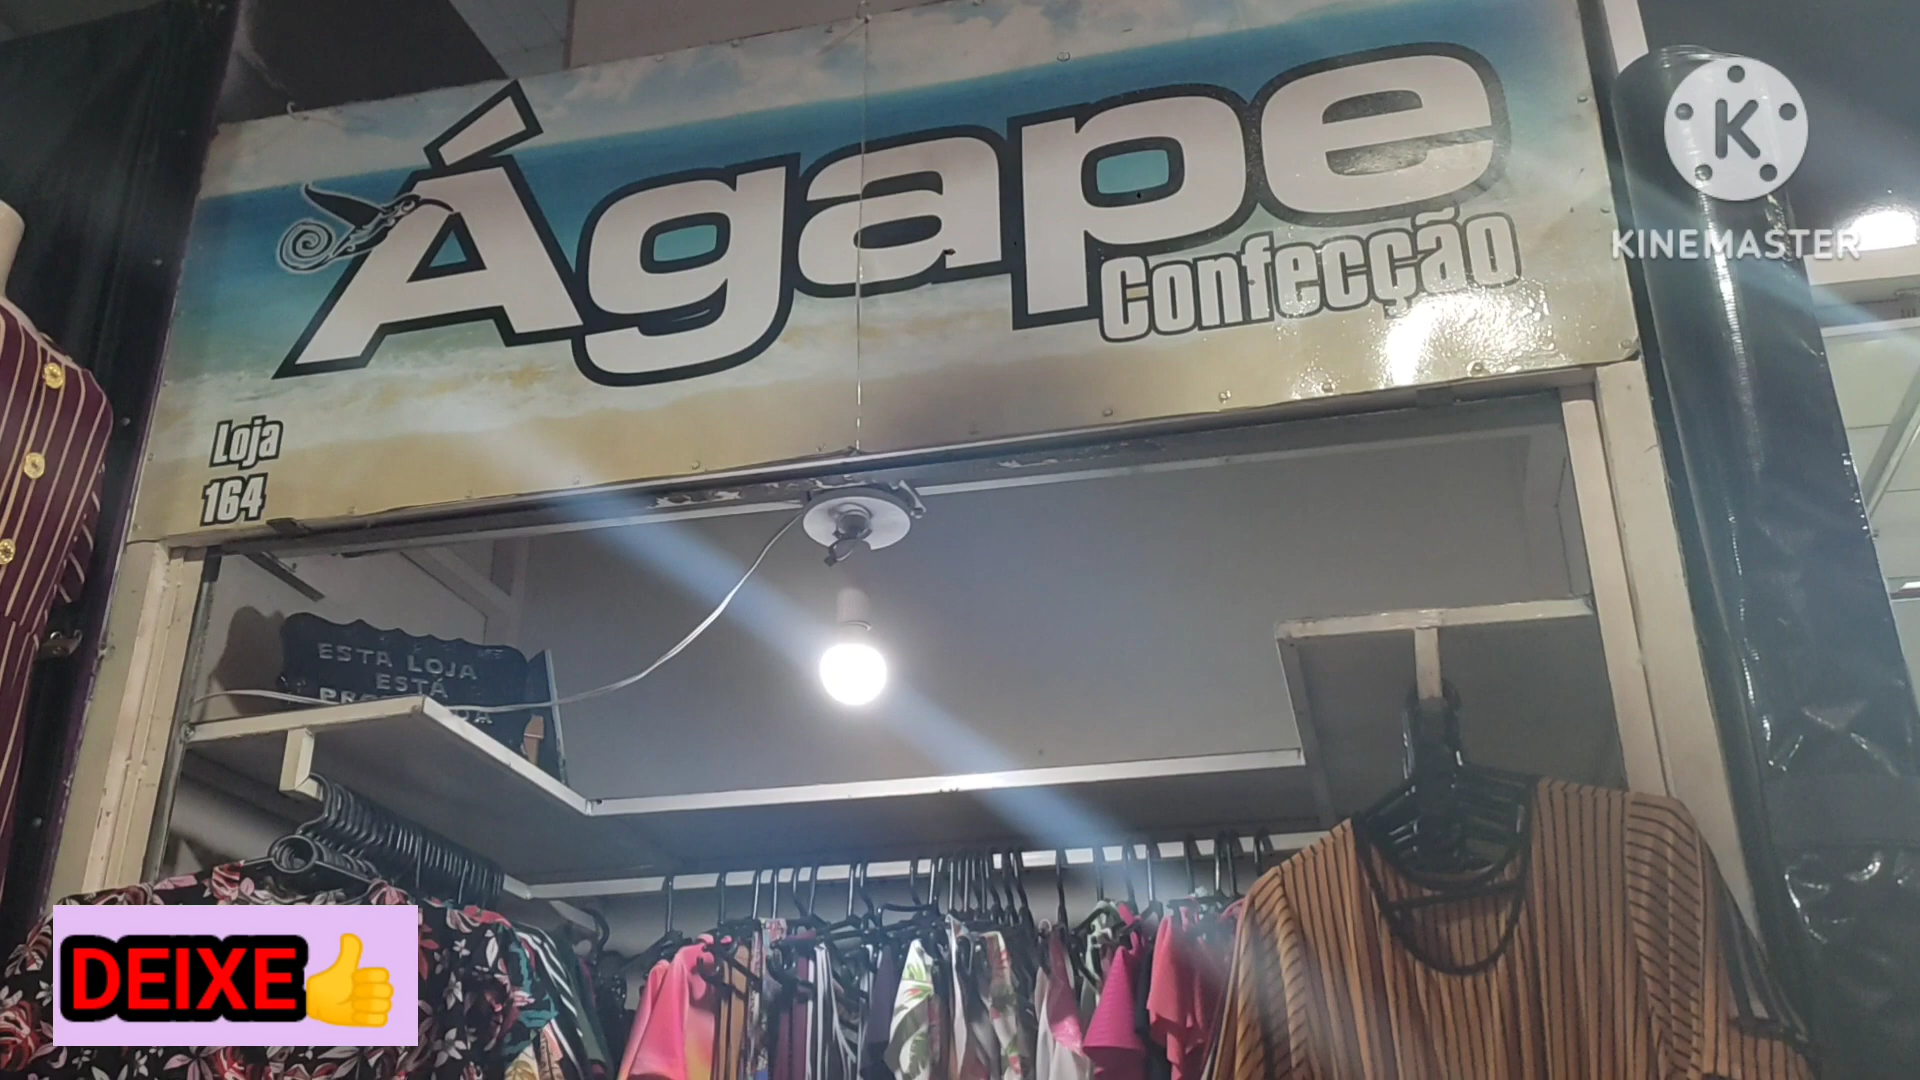 Ágape
Confecção
K
KINEMASTER
Loja
164
ESTA LOJA
ESTÁ
DEIXE👍